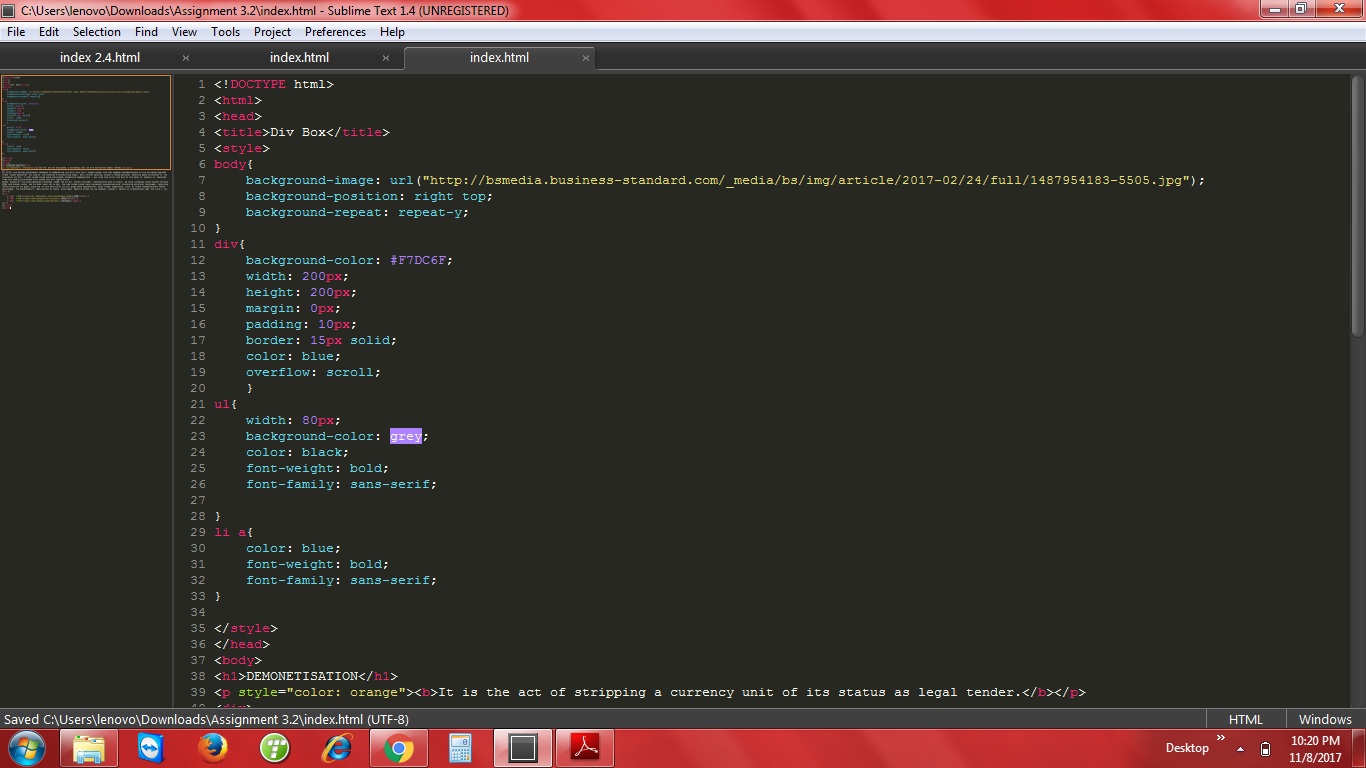 C:\Users\lenovo\Downloads\Assignment 3.2\index.html - Sublime Text 1.4 (UNREGISTERED)
File Edit Selection Find View Tools Project Preferences Help
index 2.4.html × index.html × index.html ×
1 <!DOCTYPE html>
2 <html>
3 <head>
4 <title>Div Box</title>
5 <style>
6 body{
7 background-image: url("http://bsmedia.business-standard.com/_media/bs/img/article/2017-02/24/full/1487954183-5505.jpg");
8 background-position: right top;
9 background-repeat: repeat-y;
10 }
11 div{
12 background-color: #F7DC6F;
13 width: 200px;
14 height: 200px;
15 margin: 0px;
16 padding: 10px;
17 border: 15px solid;
18 color: blue;
19 overflow: scroll;
20 }
21 ul{
22 width: 80px;
23 background-color: grey;
24 color: black;
25 font-weight: bold;
26 font-family: sans-serif;
27
28 }
29 li a{
30 color: blue;
31 font-weight: bold;
32 font-family: sans-serif;
33 }
34
35 </style>
36 </head>
37 <body>
38 <h1>DEMONETISATION</h1>
39 <p style="color: orange"><b>It is the act of stripping a currency unit of its status as legal tender.</b></p>
40 <div>
Saved C:\Users\lenovo\Downloads\Assignment 3.2\index.html (UTF-8) HTML Windows
Desktop » 10:20 PM
11/8/2017